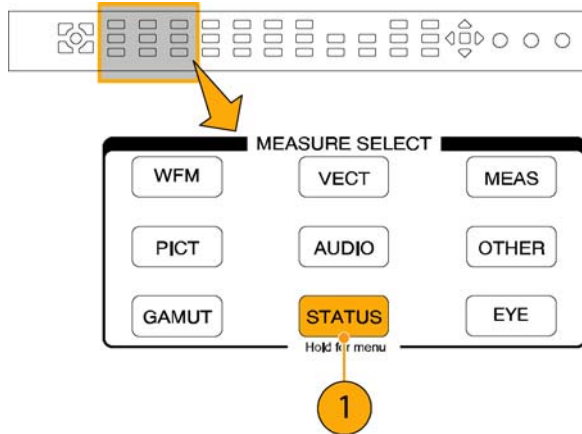 MEASURE SELECT
WFM VECT MEAS
PICT AUDIO OTHER
GAMUT STATUS EYE
Hold for menu
1